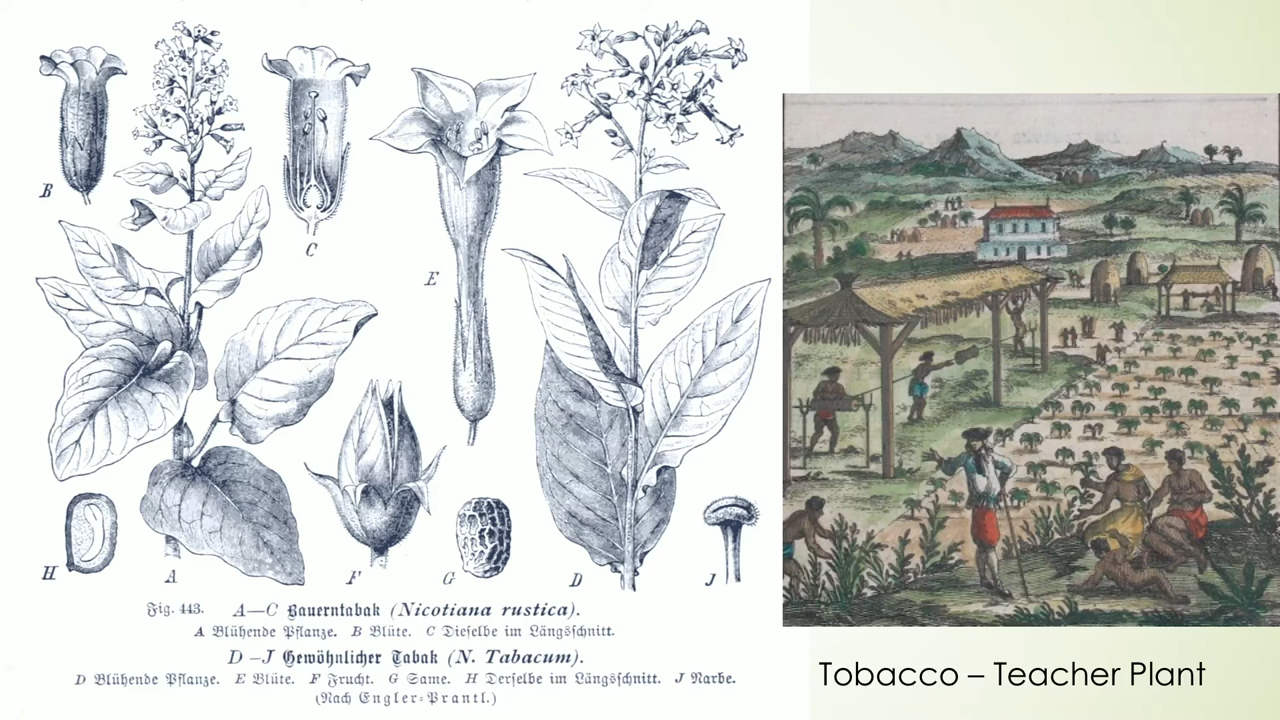 B
C
E
H
A
F
G
D
J
Fig. 443. A—C Bauerntabak (Nicotiana rustica).
A Blühende Pflanze. B Blüte. C Dieselbe im Längsschnitt.
D–J Gewöhnlicher Tabak (N. Tabacum).
D Blühende Pflanze. E Blüte. F Frucht. G Same. H Derselbe im Längsschnitt. J Narbe.
(Nach Engler-Prantl.)
Tobacco – Teacher Plant